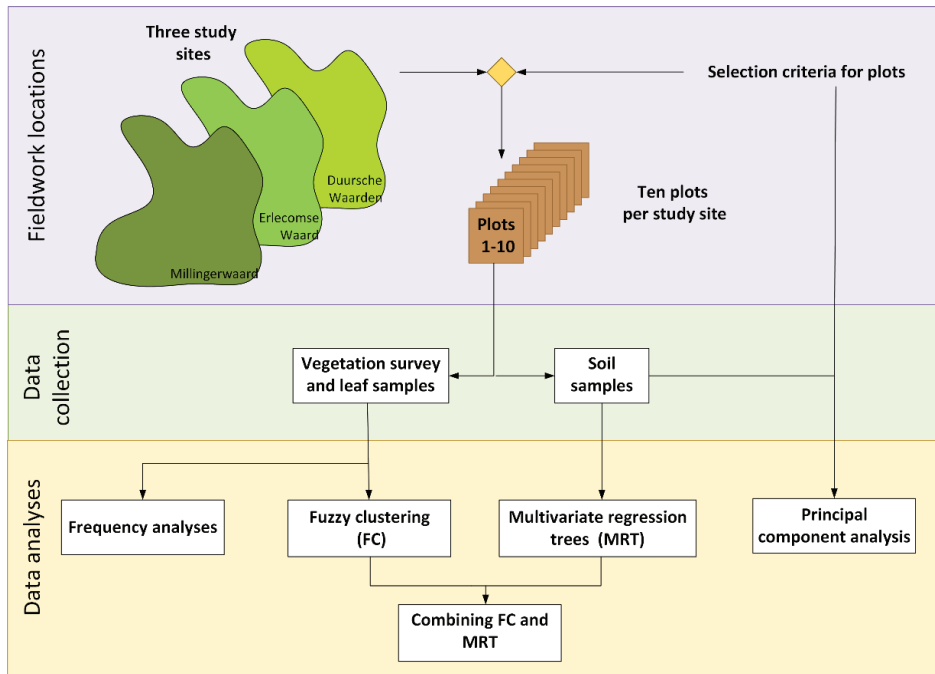 Fieldwork locations
Three study
sites
Duursche
Waarden
Erlecomse
Waard
Millingerwaard
Selection criteria for plots
Plots
1-10
Ten plots
per study site
Data
collection
Vegetation survey
and leaf samples
Soil
samples
Data analyses
Frequency analyses
Fuzzy clustering
(FC)
Multivariate regression
trees (MRT)
Principal
component analysis
Combining FC and
MRT